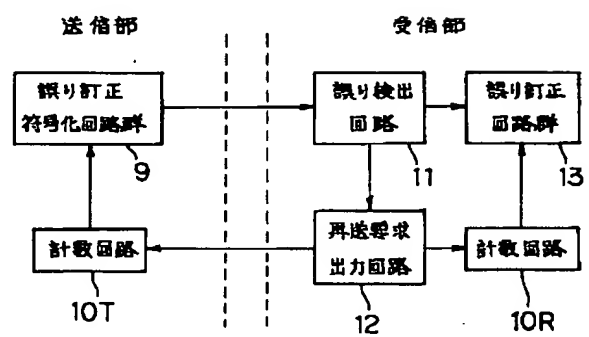 送信部
受信部
誤り訂正
符号化回路群
9
誤り検出
回路
11
誤り訂正
回路群
13
計数回路
10T
再送要求
出力回路
12
計数回路
10R